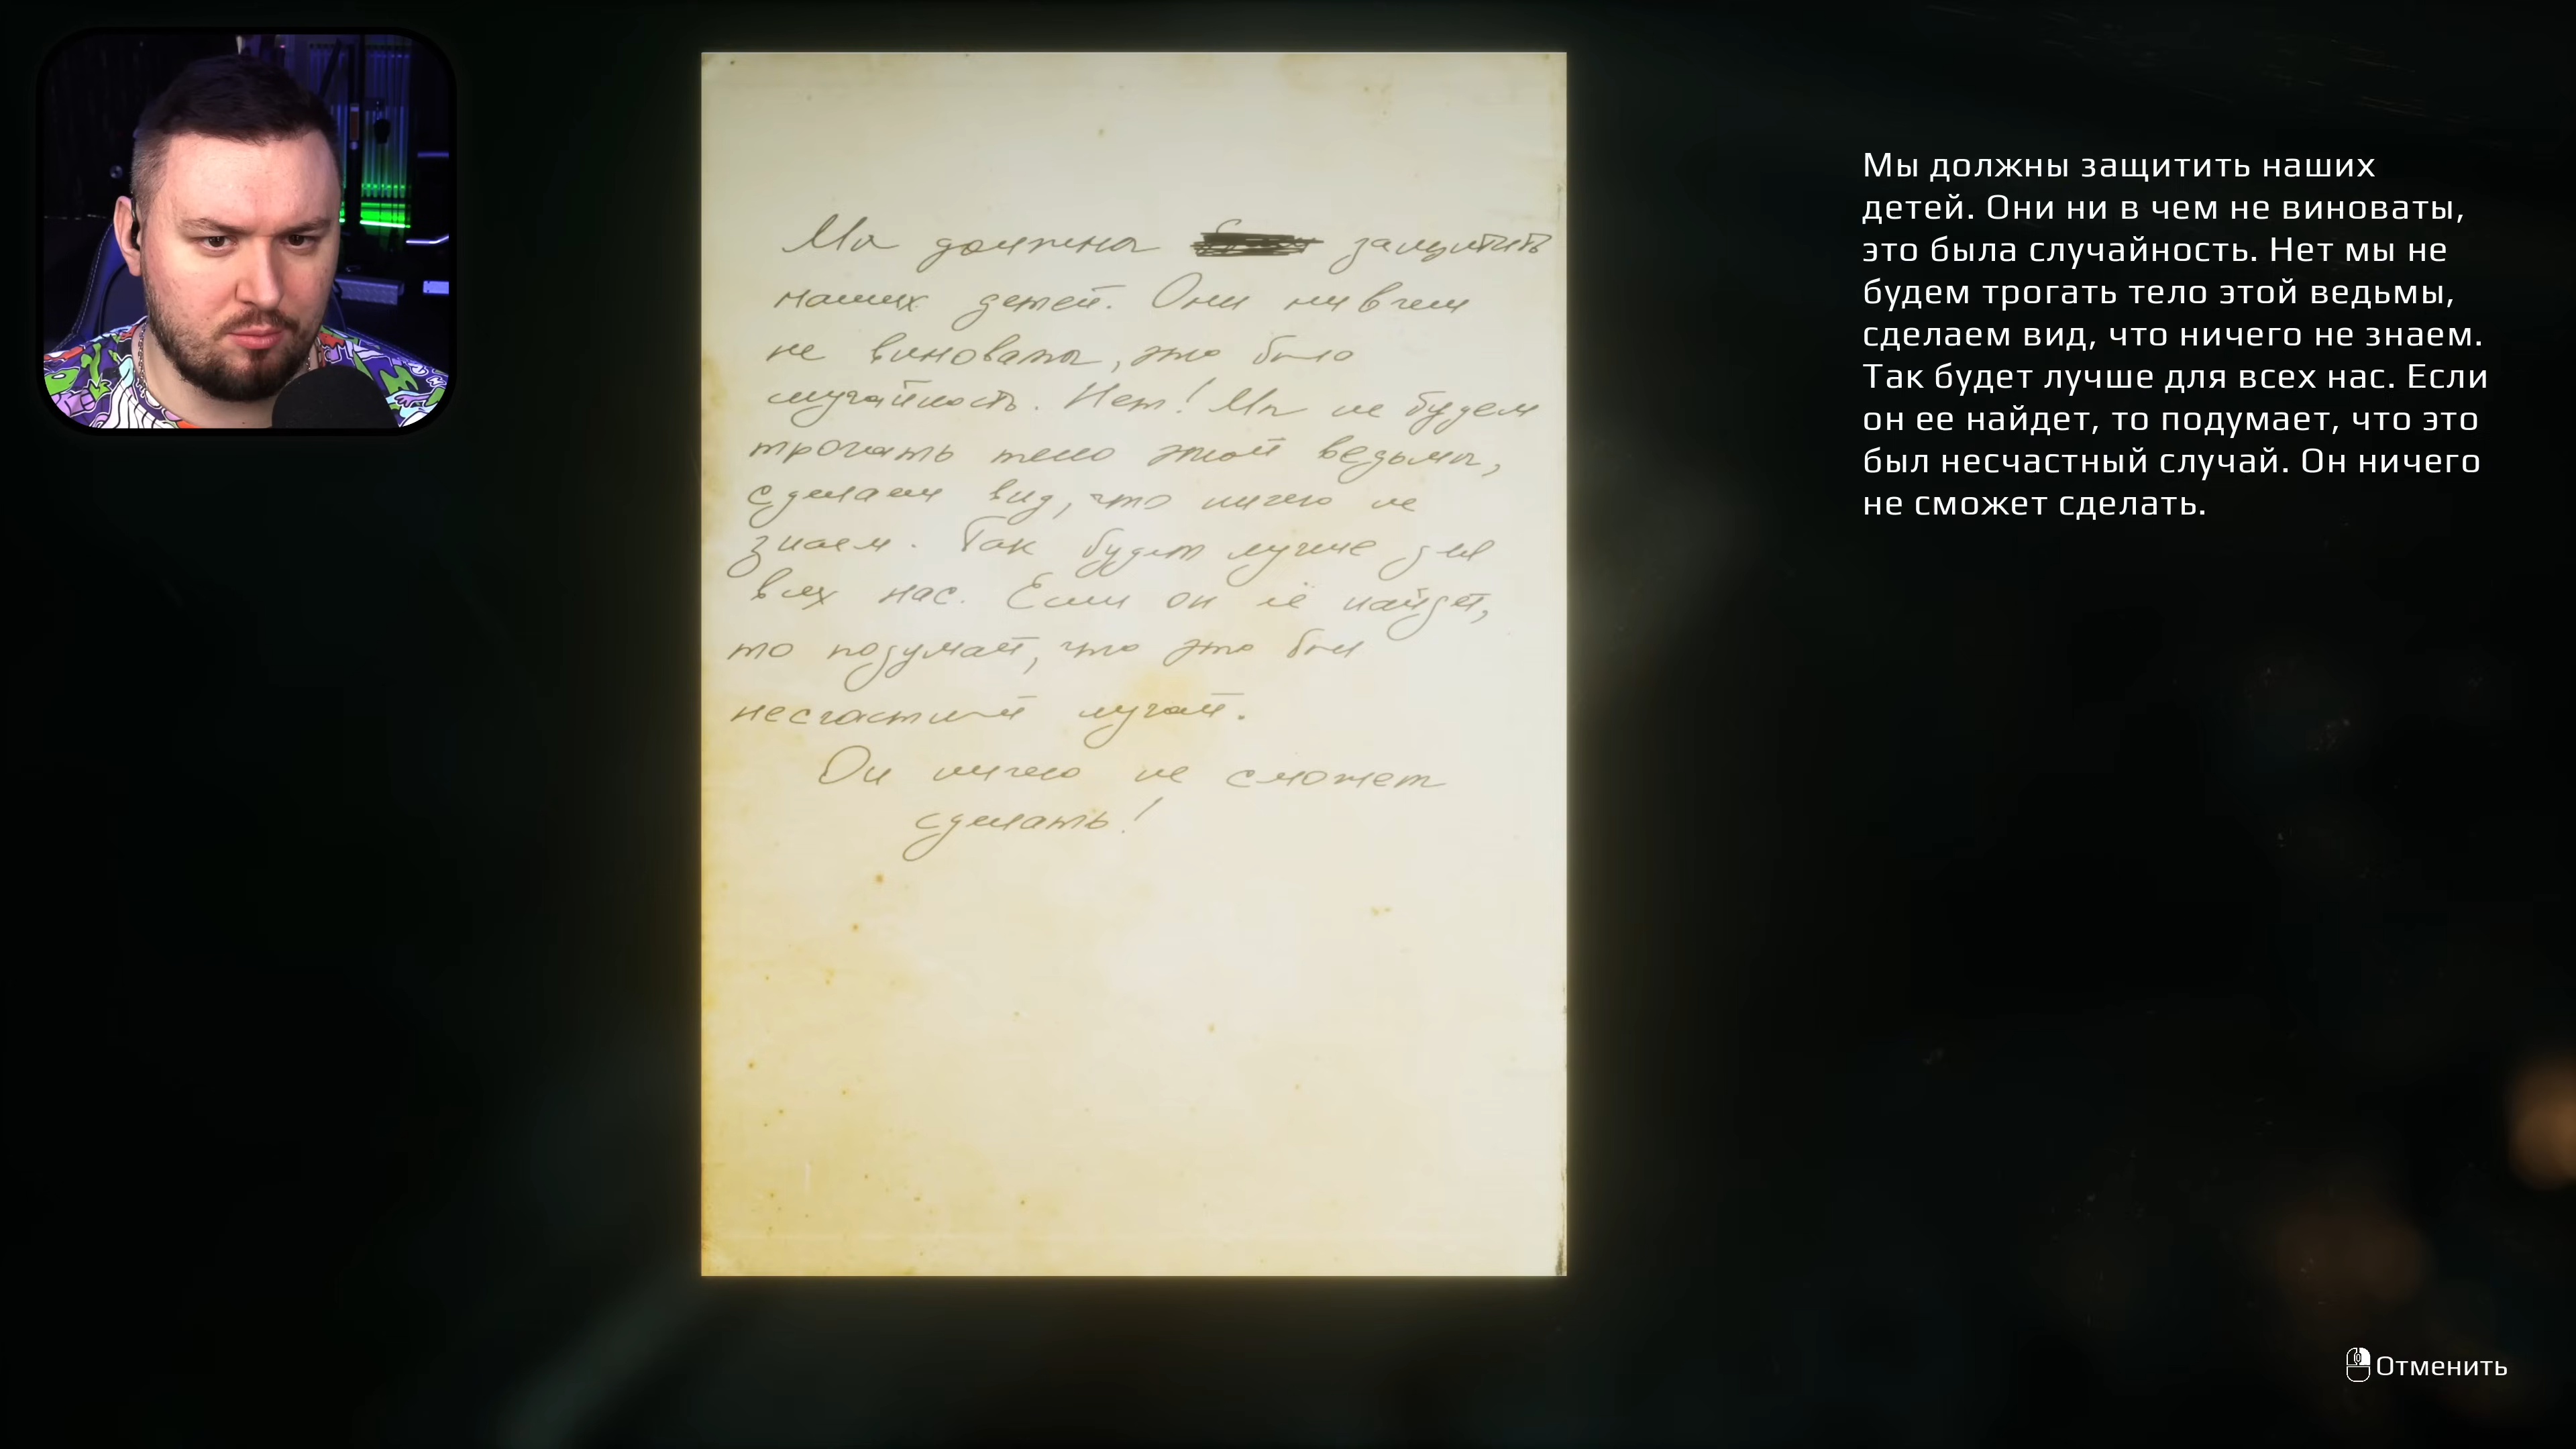 Мы должны защитить
наших детей. Они ни в чем
не виноваты, это было
случайность. Нет! Мы не будем
трогать тело этой ведьмы,
сделаем вид, что ничего не
знаем. Так будет лучше для
всех нас. Если он её найдет,
то подумает, что это был
несчастный случай.
Он ничего не сможет
сделать!
Мы должны защитить наших
детей. Они ни в чем не виноваты,
это была случайность. Нет мы не
будем трогать тело этой ведьмы,
сделаем вид, что ничего не знаем.
Так будет лучше для всех нас. Если
он ее найдет, то подумает, что это
был несчастный случай. Он ничего
не сможет сделать.
Отменить